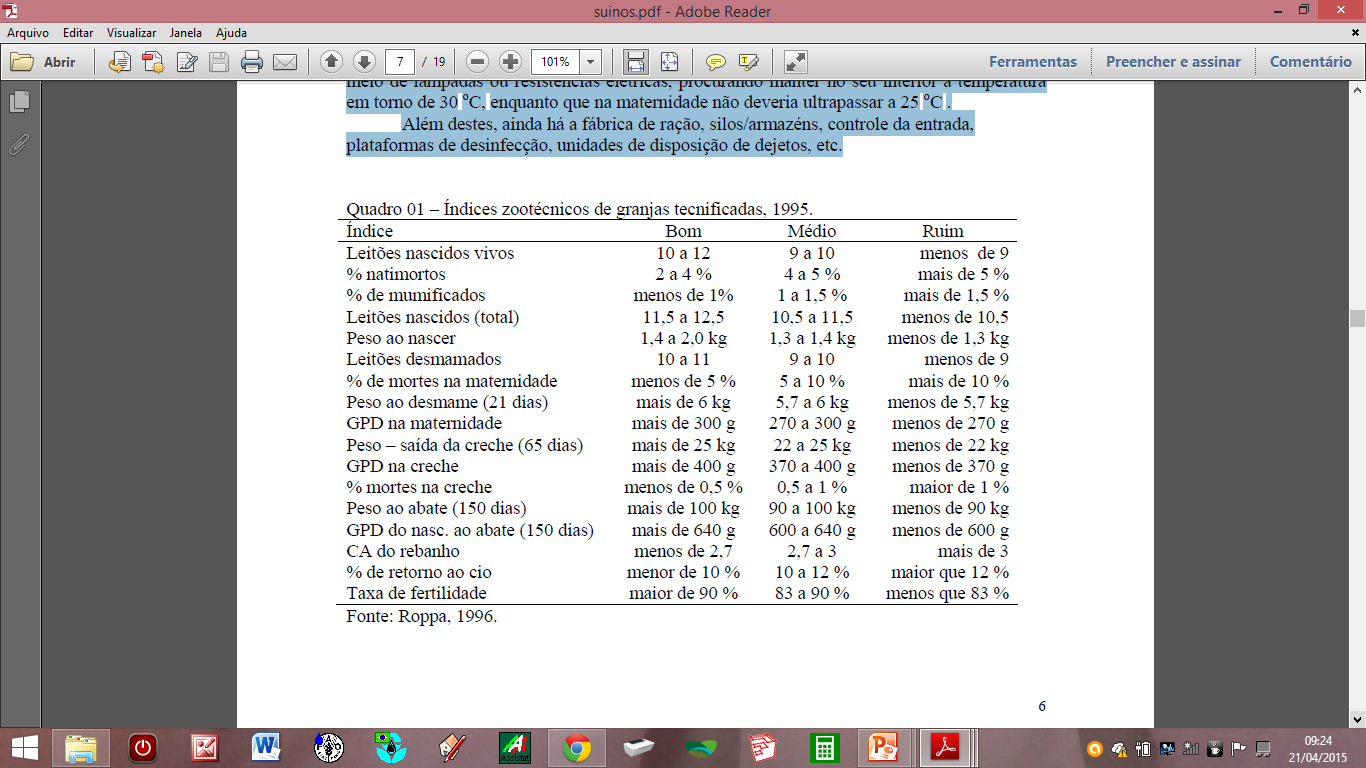 suinos.pdf - Adobe Reader
Arquivo Editar Visualizar Janela Ajuda
Abrir 7 / 19 101% Ferramentas Preencher e assinar Comentário
meio de lâmpadas ou resistências elétricas, procurando manter no seu interior a temperatura
em torno de 30 ºC, enquanto que na maternidade não deveria ultrapassar a 25 ºC .
Além destes, ainda há a fábrica de ração, silos/armazéns, controle da entrada,
plataformas de desinfecção, unidades de disposição de dejetos, etc.
Quadro 01 – Índices zootécnicos de granjas tecnificadas, 1995.
Índice Bom Médio Ruim
Leitões nascidos vivos 10 a 12 9 a 10 menos de 9
% natimortos 2 a 4 % 4 a 5 % mais de 5 %
% de mumificados menos de 1% 1 a 1,5 % mais de 1,5 %
Leitões nascidos (total) 11,5 a 12,5 10,5 a 11,5 menos de 10,5
Peso ao nascer 1,4 a 2,0 kg 1,3 a 1,4 kg menos de 1,3 kg
Leitões desmamados 10 a 11 9 a 10 menos de 9
% de mortes na maternidade menos de 5 % 5 a 10 % mais de 10 %
Peso ao desmame (21 dias) mais de 6 kg 5,7 a 6 kg menos de 5,7 kg
GPD na maternidade mais de 300 g 270 a 300 g menos de 270 g
Peso – saída da creche (65 dias) mais de 25 kg 22 a 25 kg menos de 22 kg
GPD na creche mais de 400 g 370 a 400 g menos de 370 g
% mortes na creche menos de 0,5 % 0,5 a 1 % maior de 1 %
Peso ao abate (150 dias) mais de 100 kg 90 a 100 kg menos de 90 kg
GPD do nasc. ao abate (150 dias) mais de 640 g 600 a 640 g menos de 600 g
CA do rebanho menos de 2,7 2,7 a 3 mais de 3
% de retorno ao cio menor de 10 % 10 a 12 % maior que 12 %
Taxa de fertilidade maior de 90 % 83 a 90 % menos que 83 %
Fonte: Roppa, 1996.
6
Assistat
09:24
21/04/2015